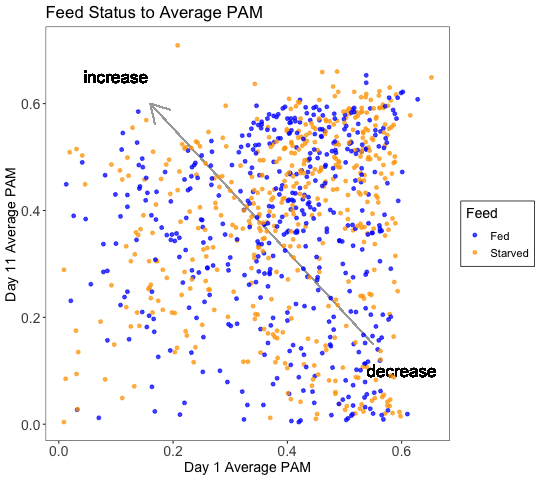 Feed Status to Average PAM
increase
0.6
0.4
0.2
0.0
Day 11 Average PAM
decrease
0.0 0.2 0.4 0.6
Day 1 Average PAM
Feed
Fed
Starved